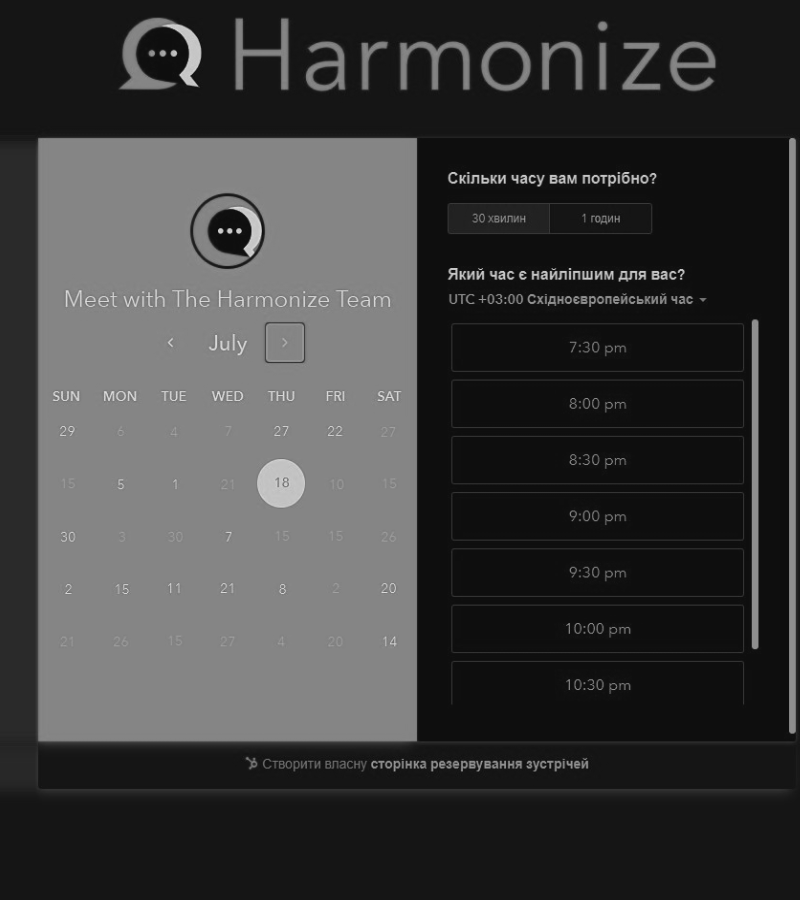 Harmonize
Meet with The Harmonize Team
July
SUN MON TUE WED THU FRI SAT
29 6 4 7 27 22 27
15 5 1 21 18 10 15
30 3 30 7 15 15 26
2 15 11 21 8 2 20
21 26 15 27 4 20 14
Скільки часу вам потрібно?
30 хвилин 1 годин
Який час є найліпшим для вас?
UTC +03:00 Східноєвропейський час
7:30 pm
8:00 pm
8:30 pm
9:00 pm
9:30 pm
10:00 pm
10:30 pm
Створити власну сторінка резервування зустрічей